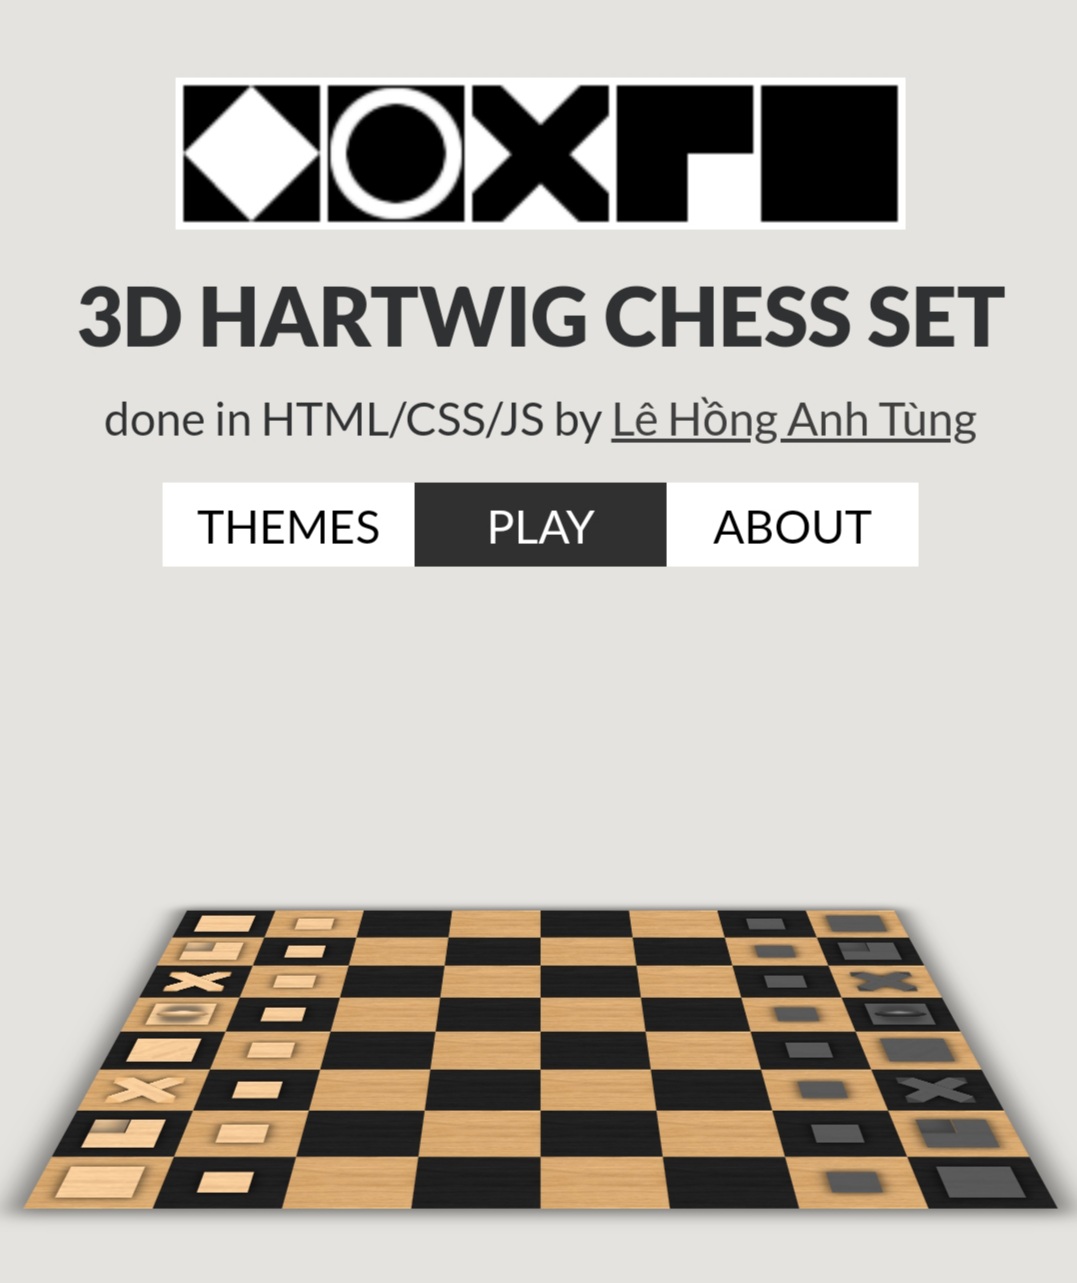 3D HARTWIG CHESS SET
done in HTML/CSS/JS by Lê Hồng Anh Tùng
THEMES PLAY ABOUT